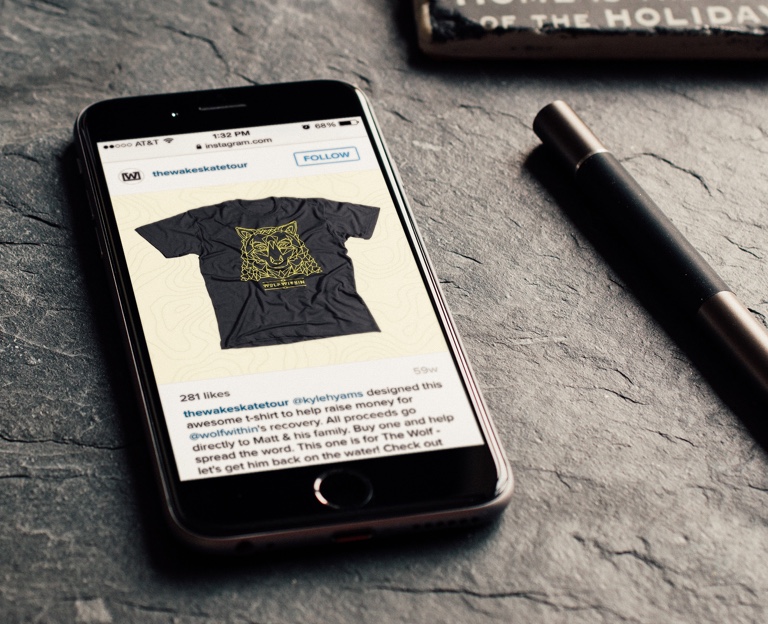 OF THE HOLIDAY
●●○○○ AT&T 1:32 PM 68%
instagram.com
W thewakeskatetour FOLLOW
WOLF WITHIN
59w
281 likes
thewakeskatetour @kylehyams designed this
awesome t-shirt to help raise money for
@wolfwithin's recovery. All proceeds go
directly to Matt & his family. Buy one and help
spread the word. This one is for The Wolf -
let's get him back on the water! Check out